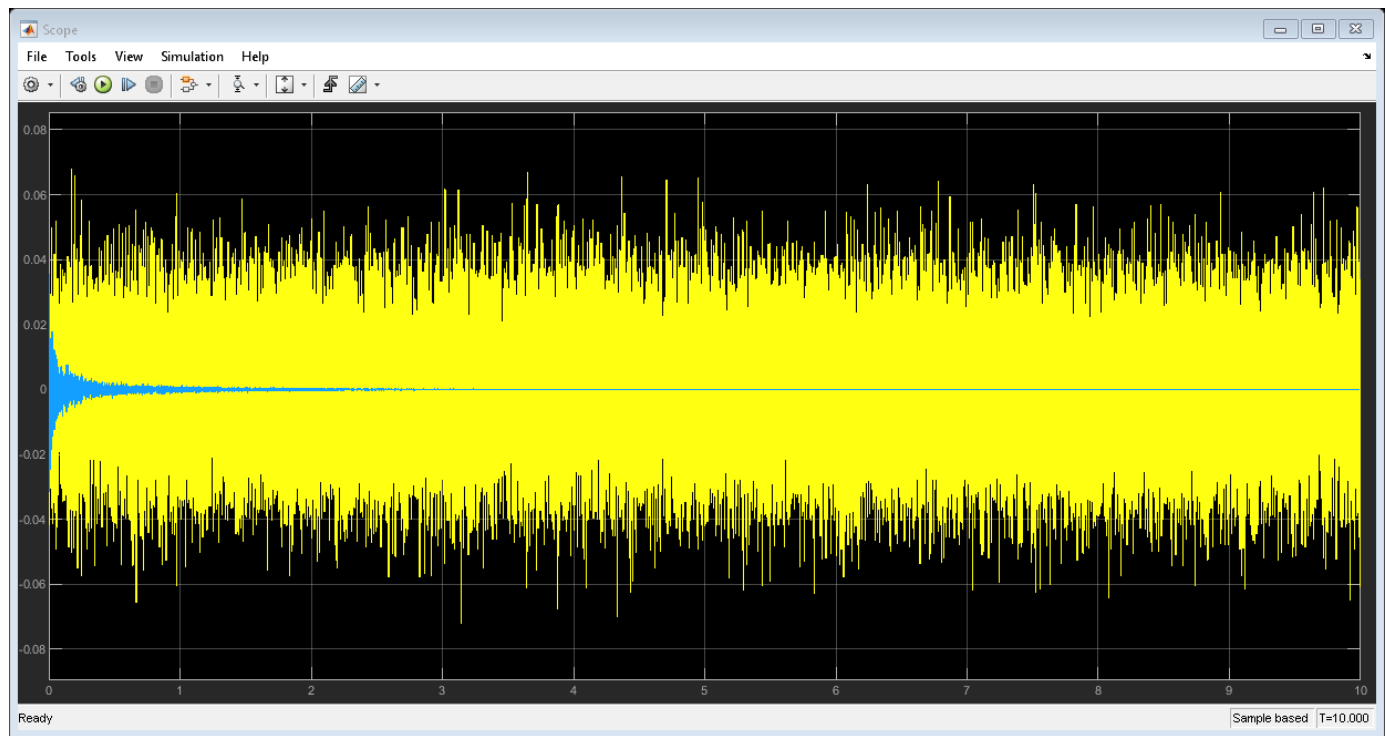 Scope
File Tools View Simulation Help
0.08
0.06
0.04
0.02
0
-0.02
-0.04
-0.06
-0.08
0 1 2 3 4 5 6 7 8 9 10
Ready Sample based T=10.000